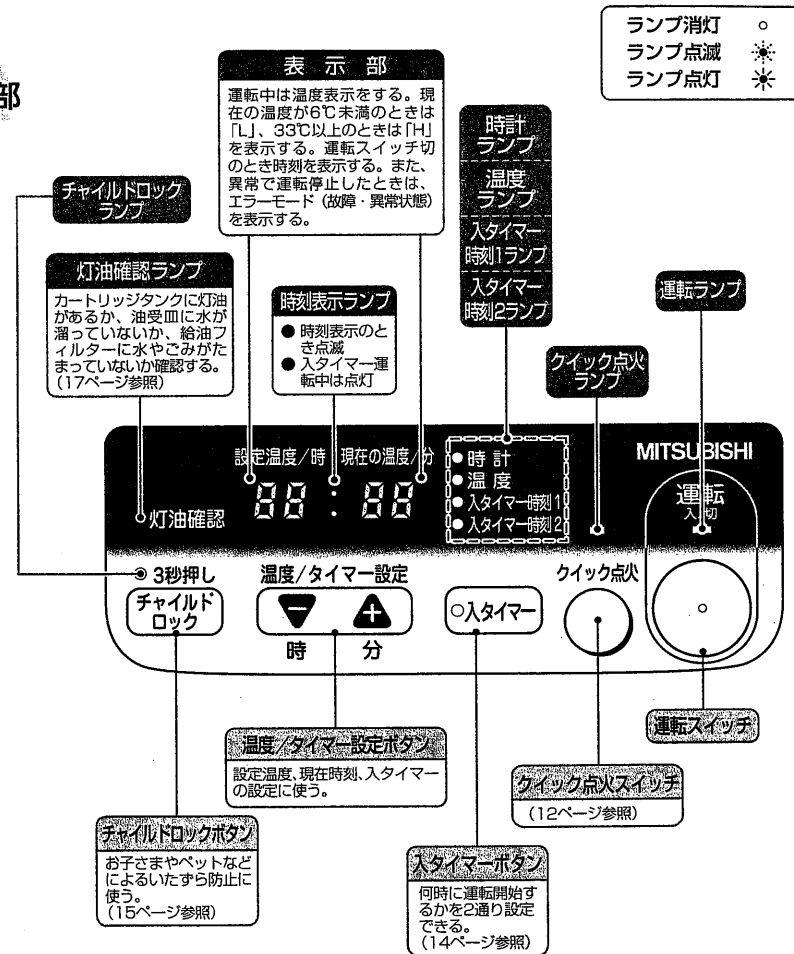 部
ランプ消灯 ○
ランプ点滅
ランプ点灯
表示部
運転中は温度表示をする。現
在の温度が6℃未満のときは
「L」、33℃以上のときは「H」
を表示する。運転スイッチ切
のとき時刻を表示する。また、
異常で運転停止したときは、
エラーモード（故障・異常状態）
を表示する。
時計
ランプ
温度
ランプ
入タイマー
時刻1ランプ
入タイマー
時刻2ランプ
チャイルドロック
ランプ
灯油確認ランプ
カートリッジタンクに灯油
があるか、油受皿に水が
溜っていないか、給油フ
ィルターに水やごみがた
まっていないか確認する。
（17ページ参照）
時刻表示ランプ
● 時刻表示のと
き点滅
● 入タイマー運
転中は点灯
運転ランプ
クイック点火
ランプ
設定温度/時 現在の温度/分
88:88
灯油確認
●時計
●温度
●入タイマー時刻1
●入タイマー時刻2
MITSUBISHI
運転
入/切
3秒押し
チャイルド
ロック
温度/タイマー設定
− +
時 分
○入タイマー
クイック点火
運転スイッチ
温度/タイマー設定ボタン
設定温度、現在時刻、入タイマー
の設定に使う。
クイック点火スイッチ
（12ページ参照）
チャイルドロックボタン
お子さまやペットなど
によるいたずら防止に
使う。
（15ページ参照）
入タイマーボタン
何時に運転開始す
るかを2通り設定
できる。
（14ページ参照）